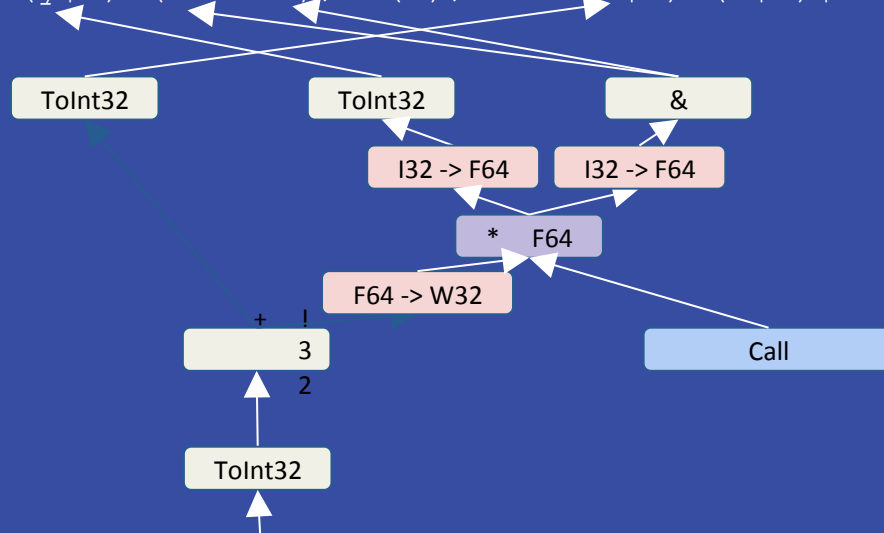 ToInt32
ToInt32
&
I32 -> F64
I32 -> F64
* F64
F64 -> W32
+ !
3
2
Call
ToInt32